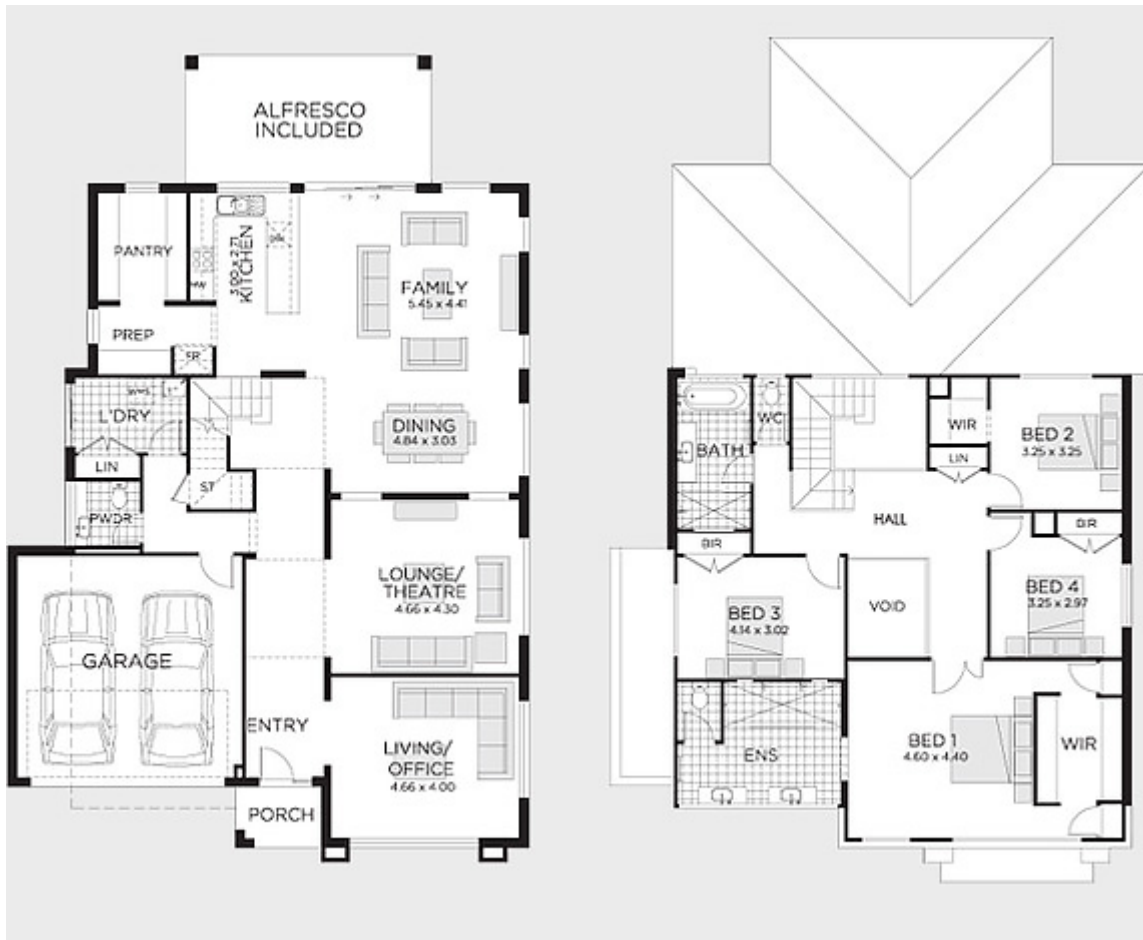 ALFRESCO
INCLUDED
PANTRY
KITCHEN
3.00 x 2.71
FAMILY
5.45 x 4.41
PREP
FR
L'DRY
LIN
ST
PWDR
DINING
4.84 x 3.03
LOUNGE/
THEATRE
4.66 x 4.30
GARAGE
ENTRY
LIVING/
OFFICE
4.66 x 4.00
PORCH
BATH
WC
WIR
BED 2
3.25 x 3.25
LIN
HALL
BIR
BIR
BED 3
4.14 x 3.02
VOID
BED 4
3.25 x 2.97
ENS
BED 1
4.60 x 4.40
WIR